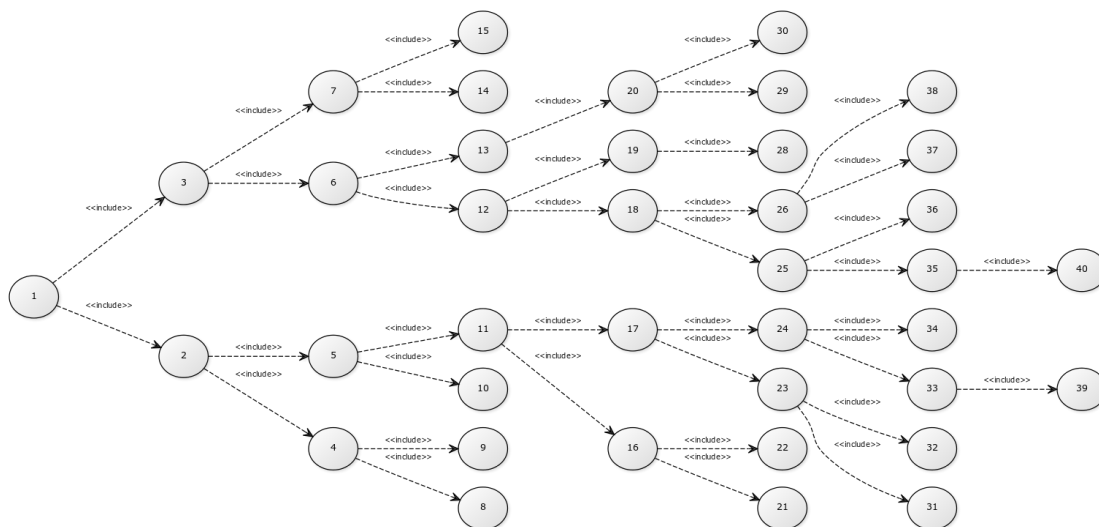 15
<<include>>
30
<<include>>
7
<<include>>
14
20
<<include>>
29
38
<<include>>
<<include>>
<<include>>
13
<<include>>
19
<<include>>
28
<<include>>
37
3
<<include>>
6
<<include>>
12
<<include>>
18
<<include>>
<<include>>
26
<<include>>
36
<<include>>
25
<<include>>
35
<<include>>
40
1
<<include>>
<<include>>
11
<<include>>
17
<<include>>
<<include>>
24
<<include>>
<<include>>
34
2
<<include>>
<<include>>
5
<<include>>
10
<<include>>
23
<<include>>
33
<<include>>
39
4
<<include>>
<<include>>
9
16
<<include>>
<<include>>
22
<<include>>
32
8
21
31